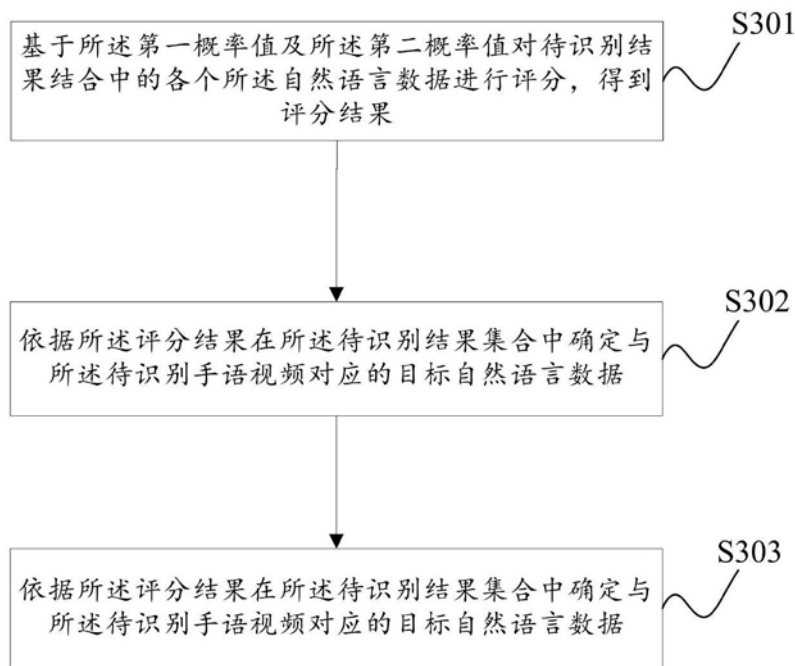 S301
基于所述第一概率值及所述第二概率值对待识别结
果结合中的各个所述自然语言数据进行评分，得到
评分结果
S302
依据所述评分结果在所述待识别结果集合中确定与
所述待识别手语视频对应的目标自然语言数据
S303
依据所述评分结果在所述待识别结果集合中确定与
所述待识别手语视频对应的目标自然语言数据